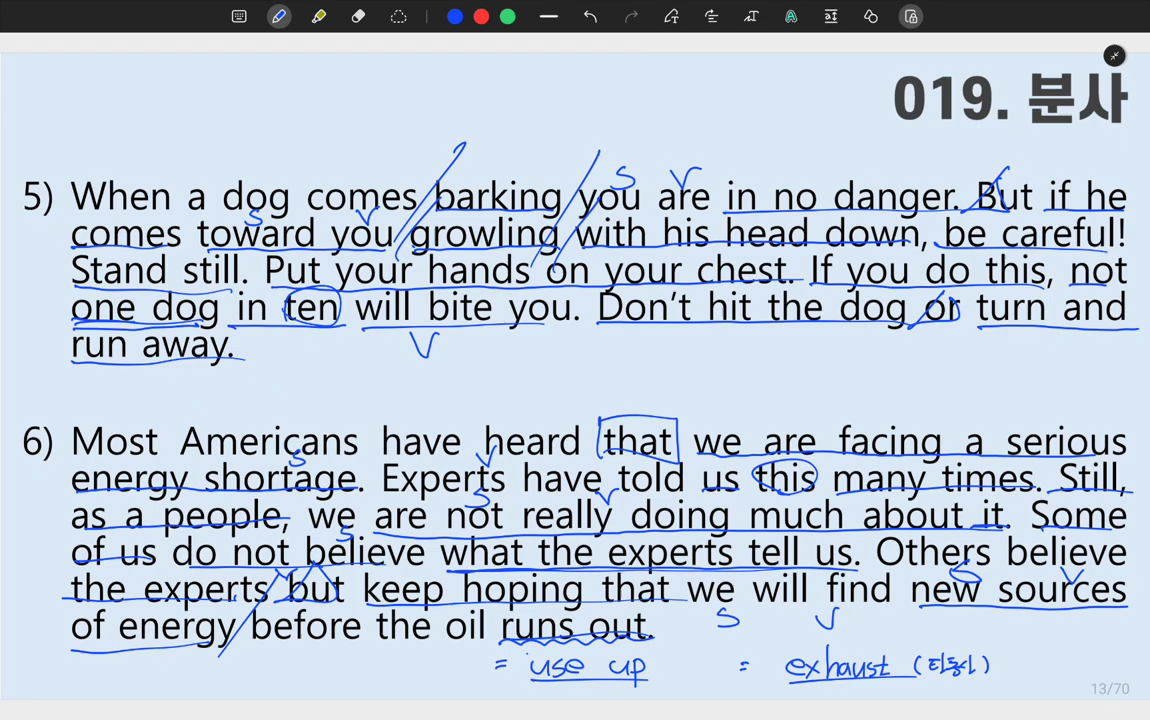 019. 분사
5) When a dog comes barking you are in no danger. But if he
comes toward you growling with his head down, be careful!
Stand still. Put your hands on your chest. If you do this, not
one dog in ten will bite you. Don't hit the dog or turn and
run away.
6) Most Americans have heard that we are facing a serious
energy shortage. Experts have told us this many times. Still,
as a people, we are not really doing much about it. Some
of us do not believe what the experts tell us. Others believe
the experts but keep hoping that we will find new sources
of energy before the oil runs out.
S V
= use up = exhaust (타동사)
13/70